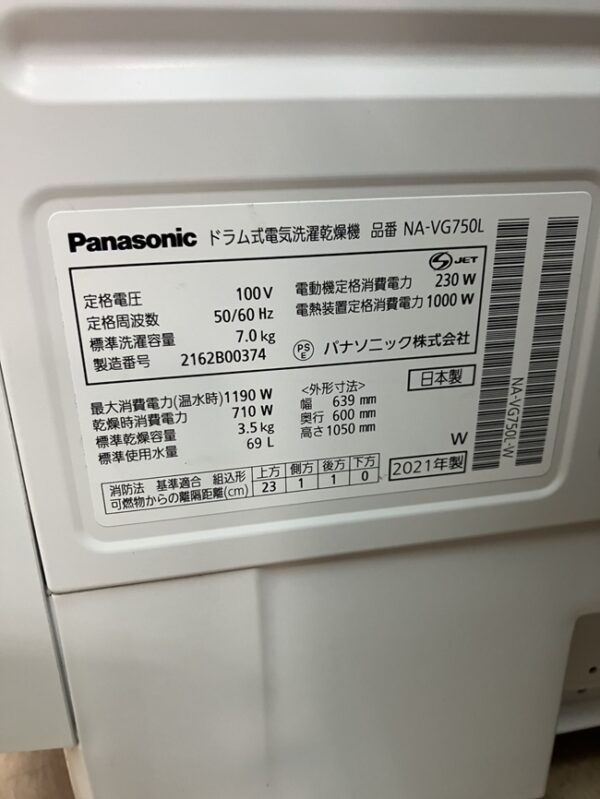 Panasonic ドラム式電気洗濯乾燥機 品番 NA-VG750L
S JET
定格電圧 100 V
定格周波数 50/60 Hz
標準洗濯容量 7.0 kg
製造番号 2162B00374
電動機定格消費電力 230 W
電熱装置定格消費電力 1000 W
PS E パナソニック株式会社
最大消費電力(温水時) 1190 W
乾燥時消費電力 710 W
標準乾燥容量 3.5 kg
標準使用水量 69 L
<外形寸法>
幅 639 mm
奥行 600 mm
高さ 1050 mm
日本製
W
2021年製
消防法 基準適合 組込形 上方 側方 後方 下方
可燃物からの離隔距離(cm) 23 1 1 0
NA-VG750L-W